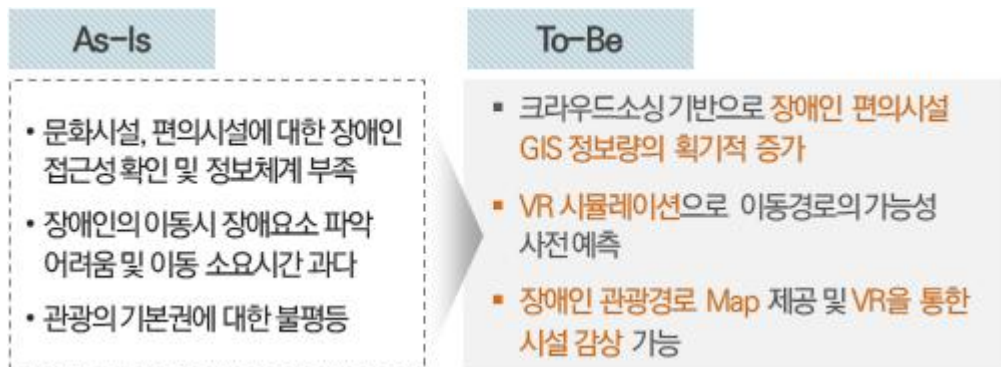 As-Is
• 문화시설, 편의시설에 대한 장애인
접근성 확인 및 정보체계 부족
• 장애인의 이동시 장애요소 파악
어려움 및 이동 소요시간 과다
• 관광의 기본권에 대한 불평등
To-Be
▪ 크라우드소싱 기반으로 장애인 편의시설
GIS 정보량의 획기적 증가
▪ VR 시뮬레이션으로 이동경로의 가능성
사전 예측
▪ 장애인 관광경로 Map 제공 및 VR을 통한
시설 감상 가능